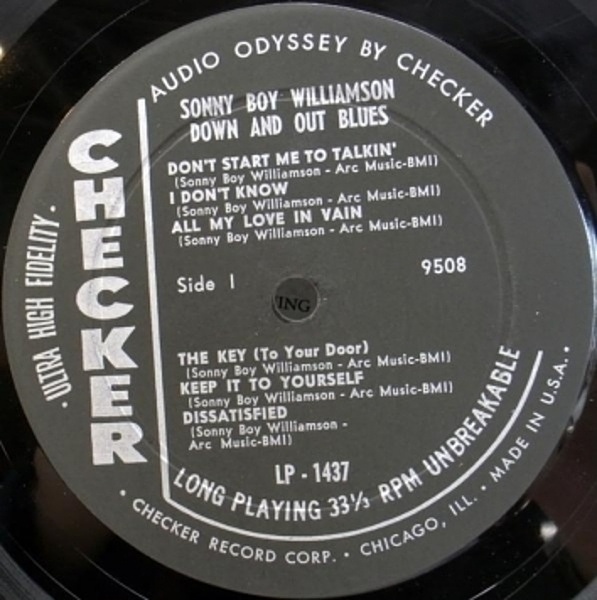 AUDIO ODYSSEY BY CHECKER
SONNY BOY WILLIAMSON
DOWN AND OUT BLUES
DON'T START ME TO TALKIN'
(Sonny Boy Williamson - Arc Music-BMI)
I DON'T KNOW
(Sonny Boy Williamson - Arc Music-BMI)
ALL MY LOVE IN VAIN
(Sonny Boy Williamson - Arc Music-BMI)
CHECKER
· ULTRA HIGH FIDELITY ·
Side 1
9508
ING
THE KEY (To Your Door)
(Sonny Boy Williamson - Arc Music-BMI)
KEEP IT TO YOURSELF
(Sonny Boy Williamson - Arc Music-BMI)
DISSATISFIED
(Sonny Boy Williamson -
Arc Music-BMI)
LP - 1437
LONG PLAYING 33⅓ RPM UNBREAKABLE
· CHECKER RECORD CORP. · CHICAGO, ILL. · MADE IN U.S.A. ·